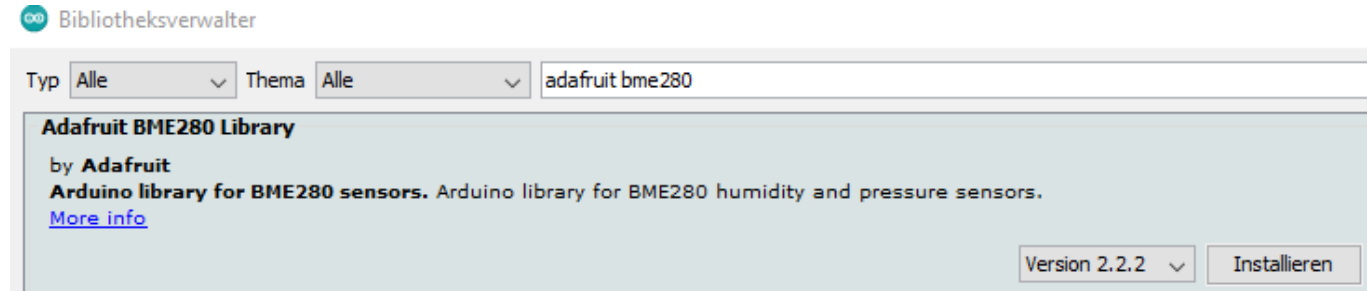 Bibliotheksverwalter
Typ Alle Thema Alle adafruit bme280
Adafruit BME280 Library
by Adafruit
Arduino library for BME280 sensors. Arduino library for BME280 humidity and pressure sensors.
More info
Version 2.2.2 Installieren